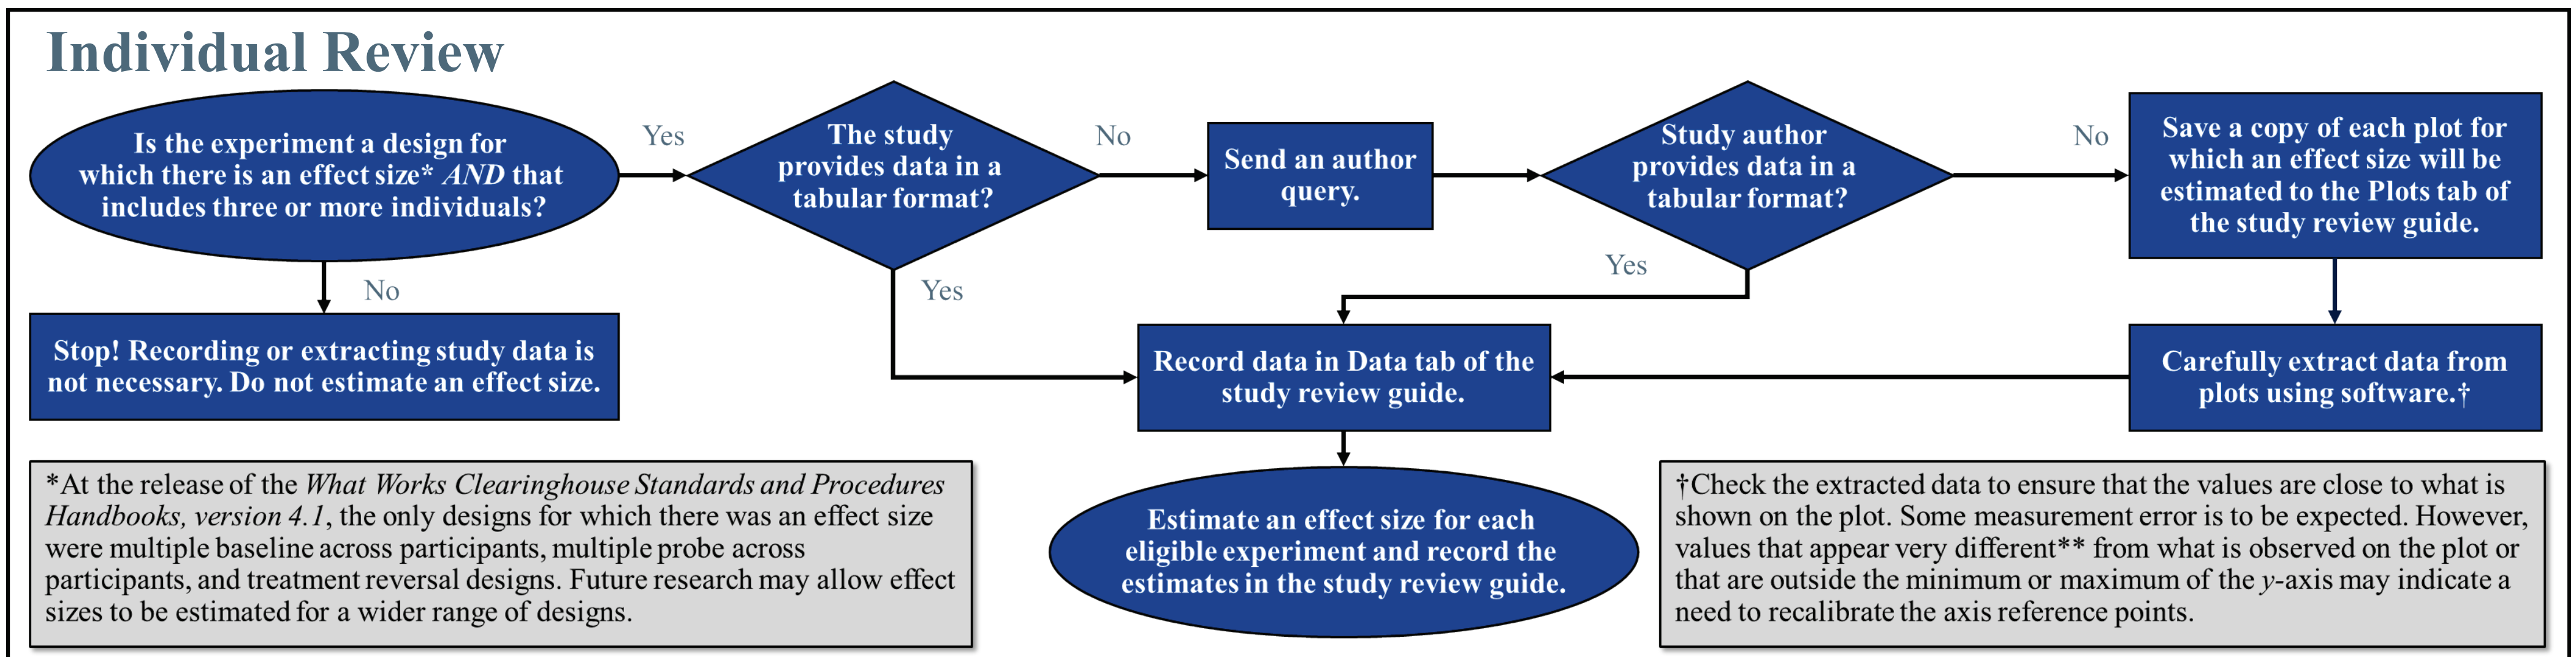 Individual Review
Is the experiment a design for
which there is an effect size* AND that
includes three or more individuals?
Yes
The study
provides data in a
tabular format?
No
Send an author
query.
Study author
provides data in a
tabular format?
No
Save a copy of each plot for
which an effect size will be
estimated to the Plots tab of
the study review guide.
No
Yes
Yes
Stop! Recording or extracting study data is
not necessary. Do not estimate an effect size.
Record data in Data tab of the
study review guide.
Carefully extract data from
plots using software.†
*At the release of the What Works Clearinghouse Standards and Procedures
Handbooks, version 4.1, the only designs for which there was an effect size
were multiple baseline across participants, multiple probe across
participants, and treatment reversal designs. Future research may allow effect
sizes to be estimated for a wider range of designs.
Estimate an effect size for each
eligible experiment and record the
estimates in the study review guide.
†Check the extracted data to ensure that the values are close to what is
shown on the plot. Some measurement error is to be expected. However,
values that appear very different** from what is observed on the plot or
that are outside the minimum or maximum of the y-axis may indicate a
need to recalibrate the axis reference points.